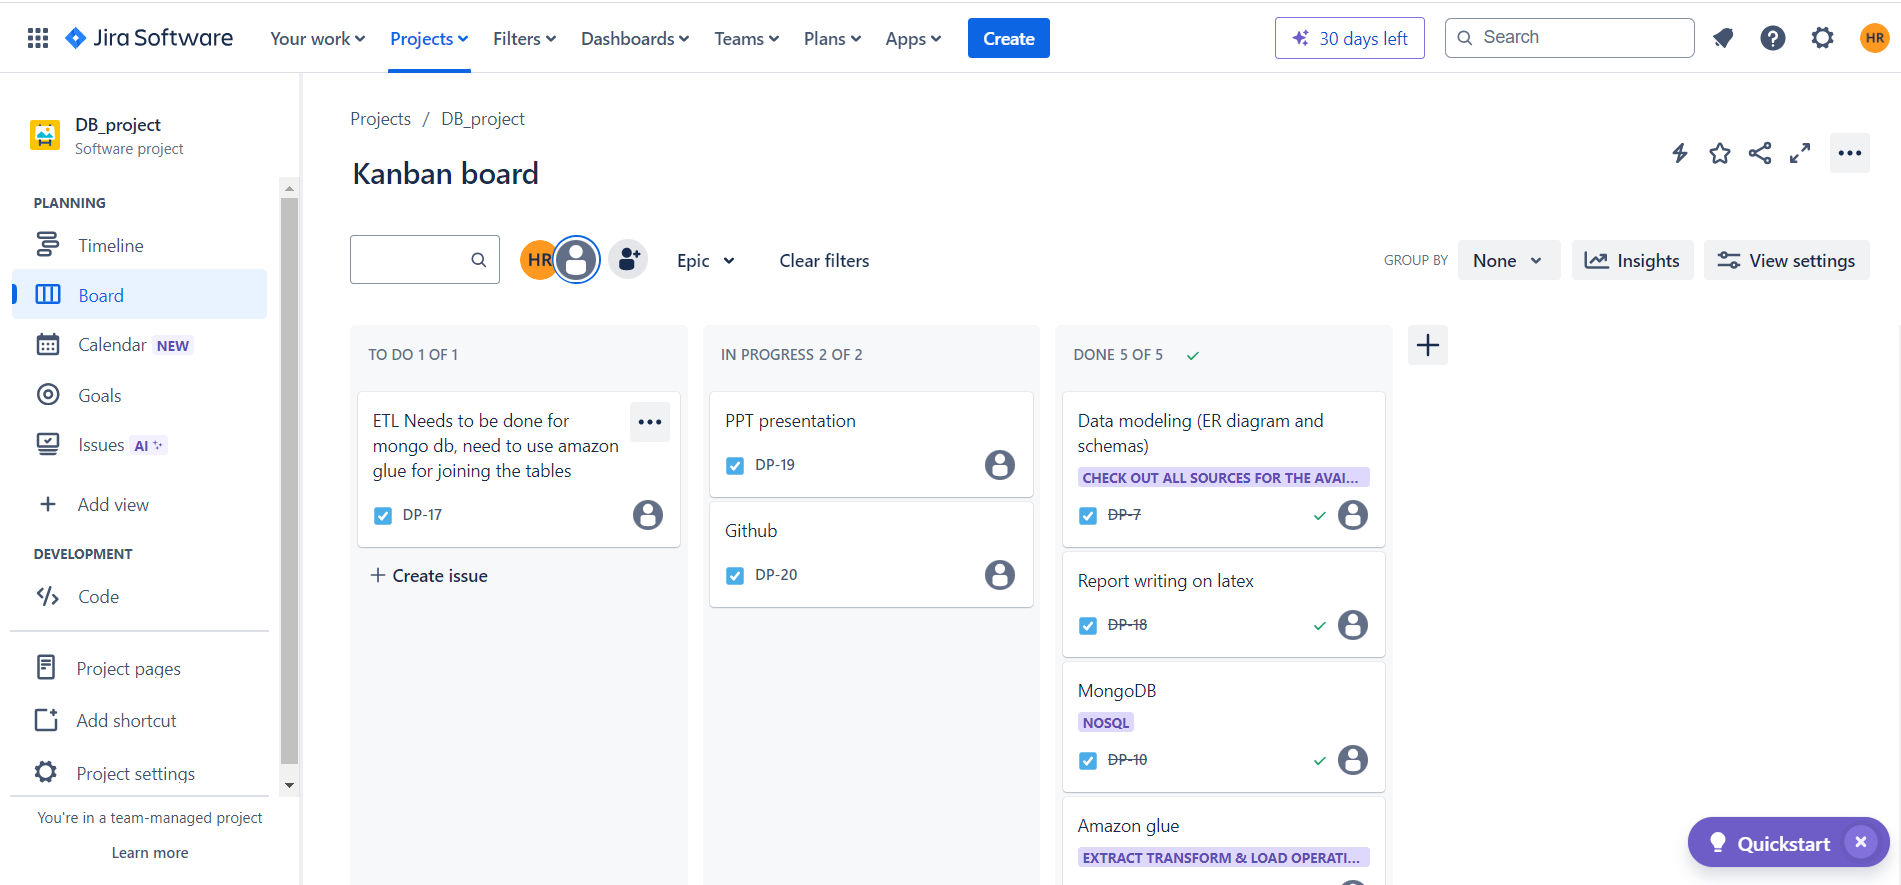 Jira Software
Your work
Projects
Filters
Dashboards
Teams
Plans
Apps
Create
30 days left
Search
HR
DB_project
Software project
PLANNING
Timeline
Board
Calendar NEW
Goals
Issues AI
Add view
DEVELOPMENT
Code
Project pages
Add shortcut
Project settings
You're in a team-managed project
Learn more
Projects / DB_project
Kanban board
HR
Epic
Clear filters
GROUP BY
None
Insights
View settings
TO DO 1 OF 1
ETL Needs to be done for
mongo db, need to use amazon
glue for joining the tables
DP-17
Create issue
IN PROGRESS 2 OF 2
PPT presentation
DP-19
Github
DP-20
DONE 5 OF 5
Data modeling (ER diagram and
schemas)
CHECK OUT ALL SOURCES FOR THE AVAI...
DP-7
Report writing on latex
DP-18
MongoDB
NOSQL
DP-10
Amazon glue
EXTRACT TRANSFORM & LOAD OPERATI...
Quickstart